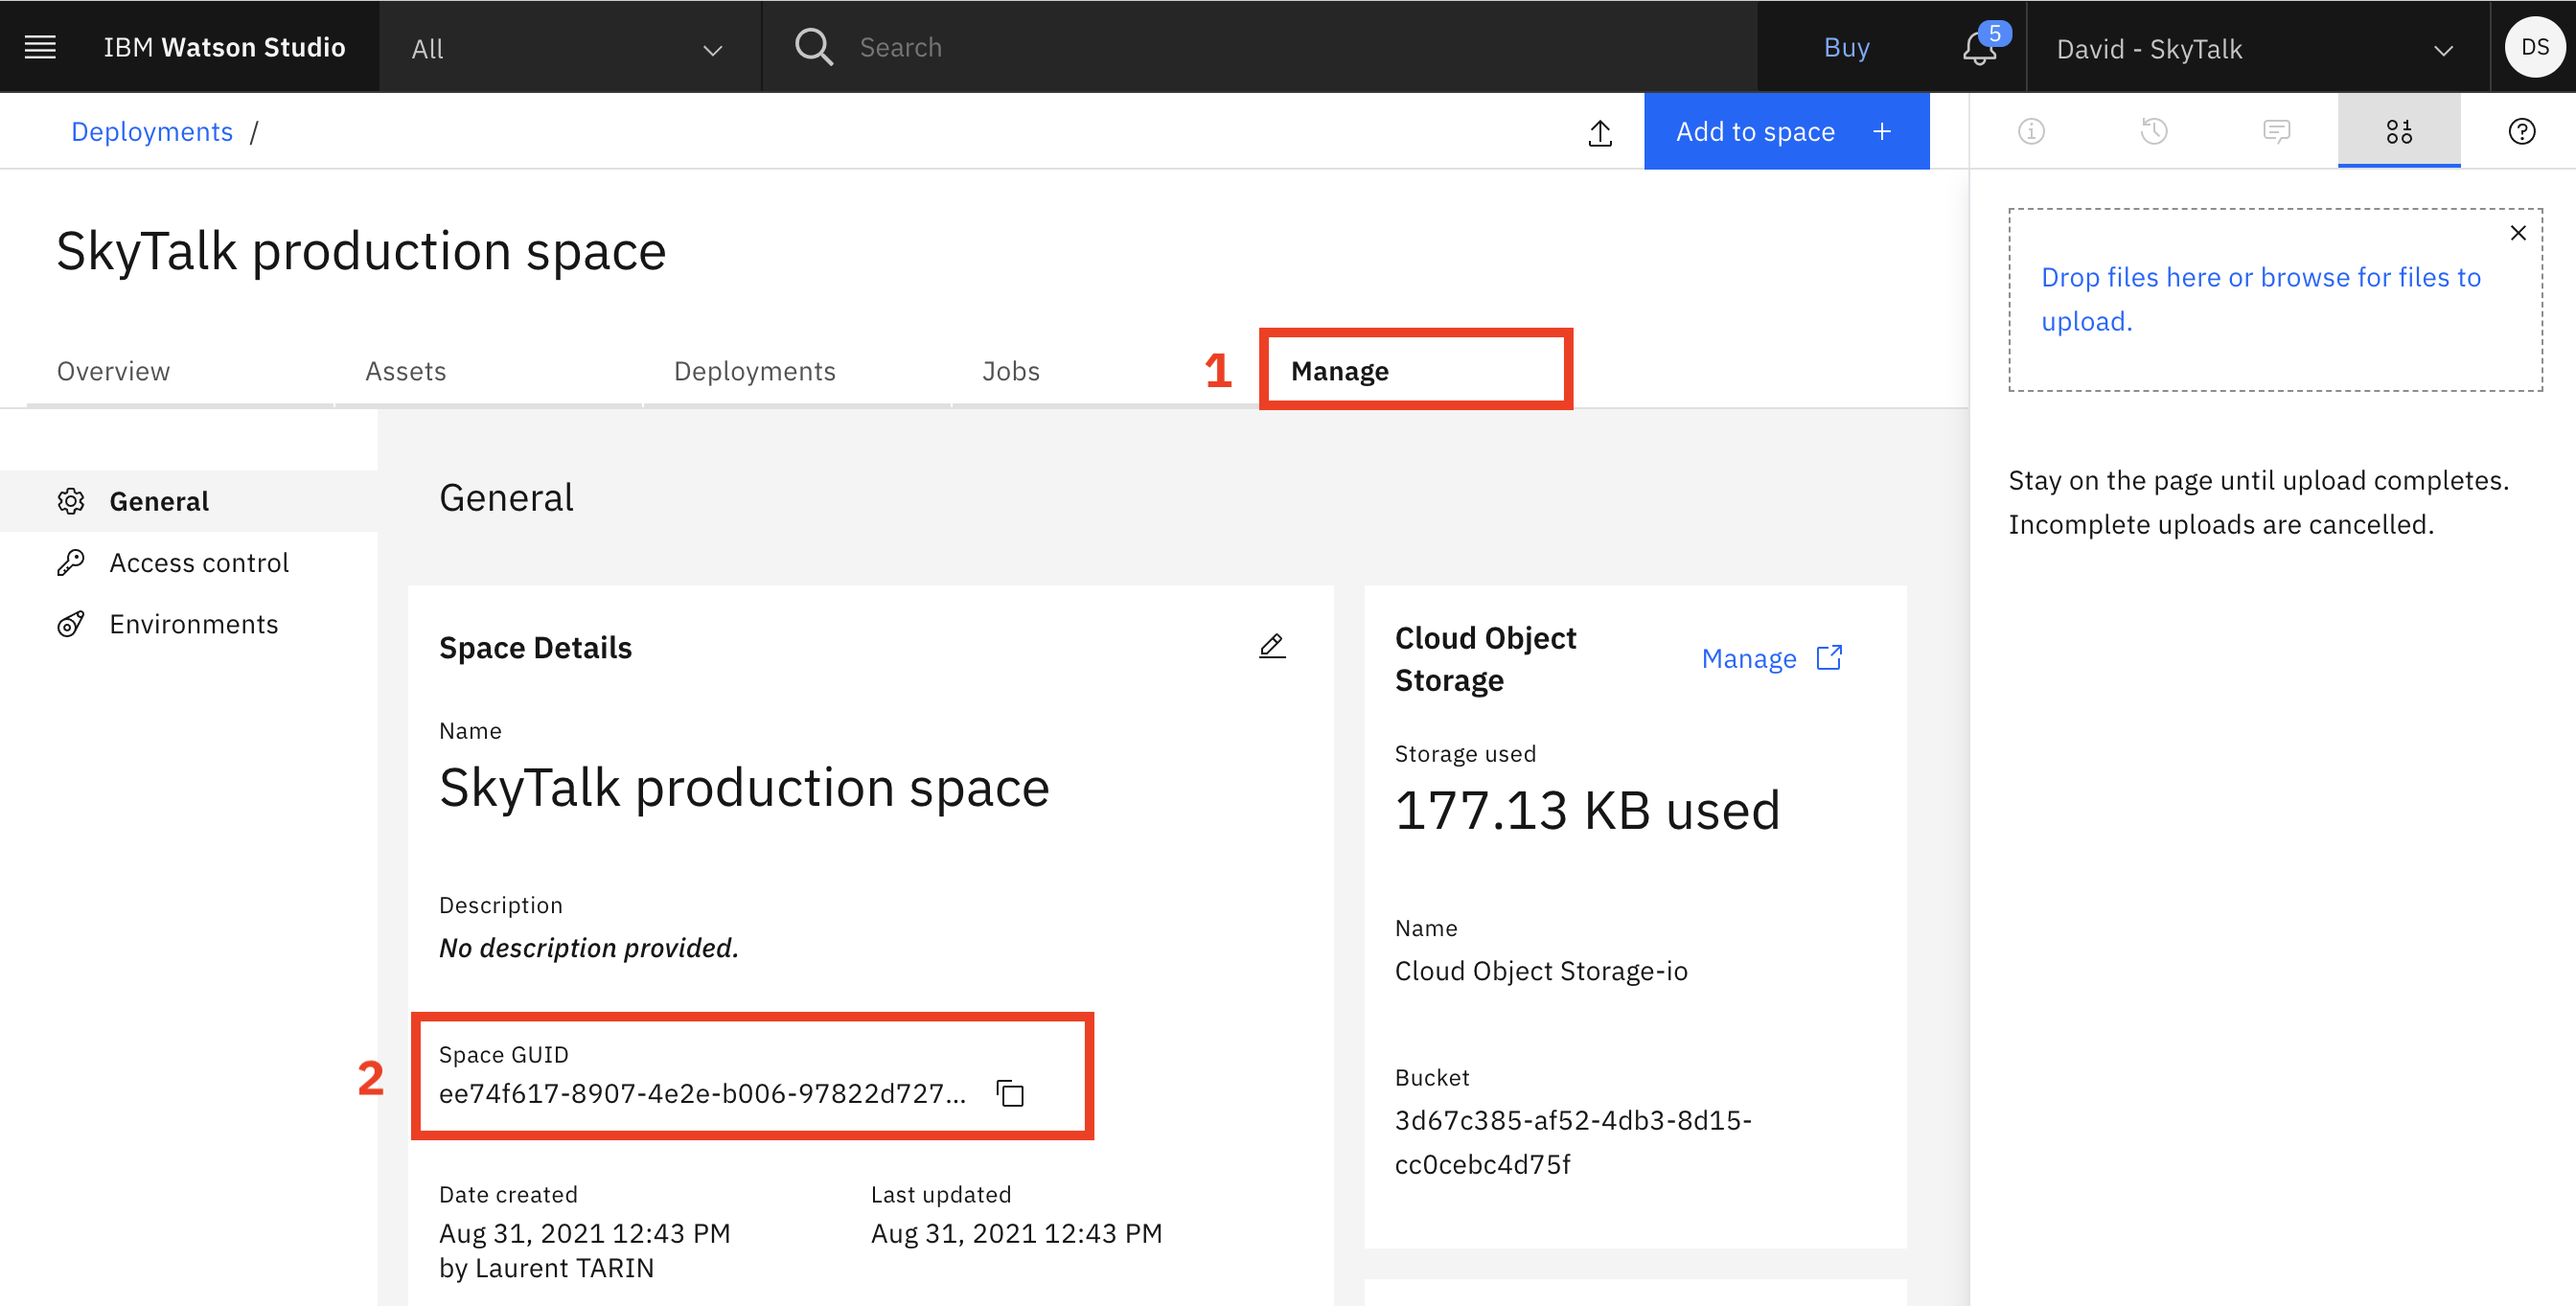 IBM Watson Studio
All
Search
Buy
5
David - SkyTalk
DS
Deployments /
Add to space +
SkyTalk production space
Overview
Assets
Deployments
Jobs
1
Manage
General
Access control
Environments
General
Space Details
Name
SkyTalk production space
Description
No description provided.
2
Space GUID
ee74f617-8907-4e2e-b006-97822d727...
Date created
Aug 31, 2021 12:43 PM
by Laurent TARIN
Last updated
Aug 31, 2021 12:43 PM
Cloud Object
Storage
Manage
Storage used
177.13 KB used
Name
Cloud Object Storage-io
Bucket
3d67c385-af52-4db3-8d15-
cc0cebc4d75f
Drop files here or browse for files to
upload.
Stay on the page until upload completes.
Incomplete uploads are cancelled.